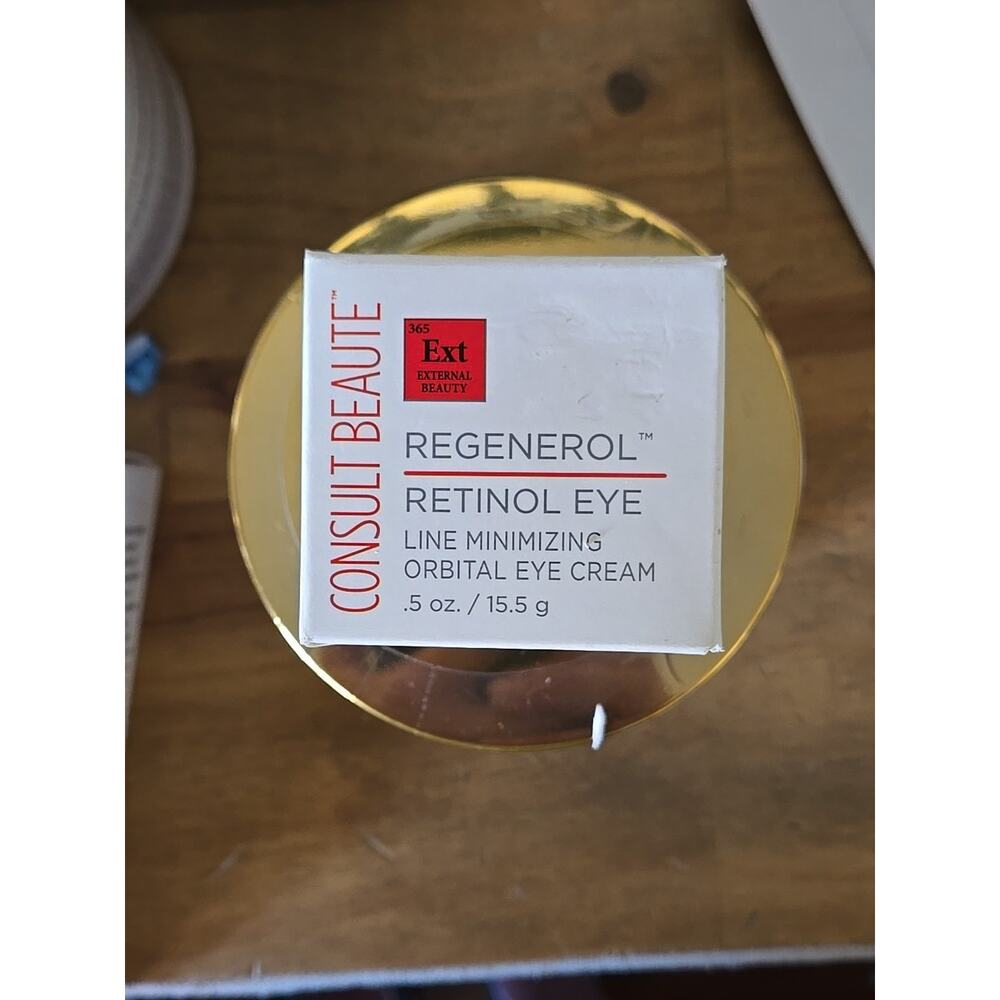 CONSULT BEAUTE™
365
Ext
EXTERNAL
BEAUTY
REGENEROL™
RETINOL EYE
LINE MINIMIZING
ORBITAL EYE CREAM
.5 oz. / 15.5 g